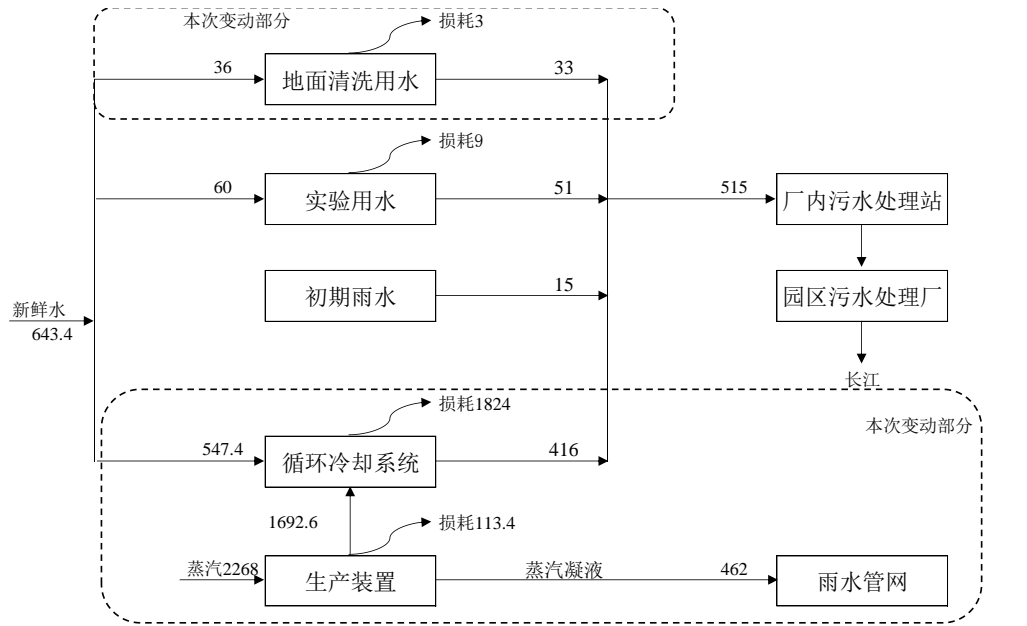 本次变动部分
损耗3
36
地面清洗用水
33
损耗9
60
实验用水
51
515
厂内污水处理站
初期雨水
15
园区污水处理厂
新鲜水
643.4
长江
损耗1824
本次变动部分
547.4
循环冷却系统
416
1692.6
损耗113.4
蒸汽2268
生产装置
蒸汽凝液
462
雨水管网